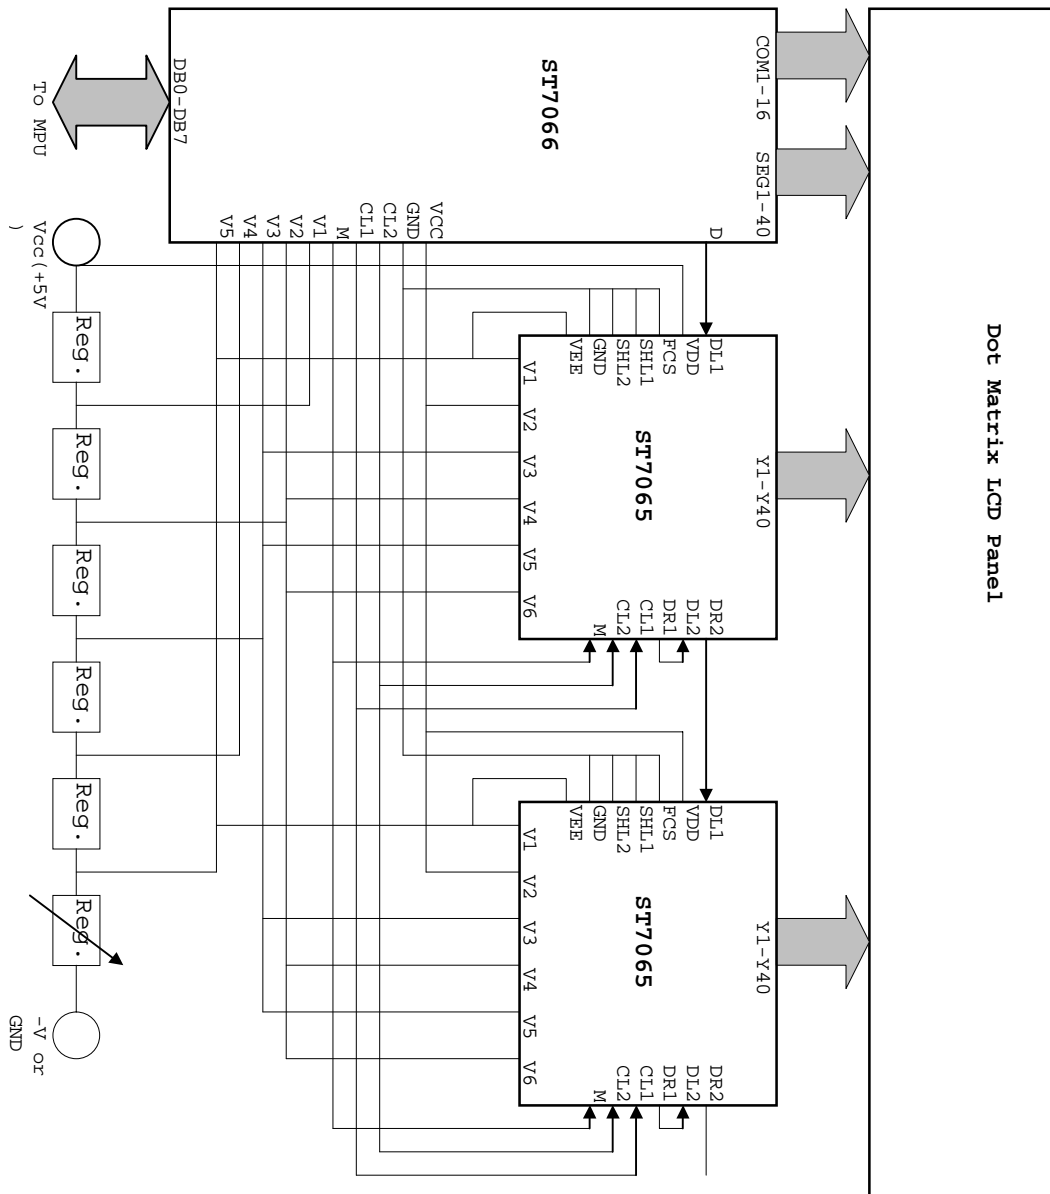 Dot Matrix LCD Panel
COM1-16
SEG1-40
Y1-Y40
Y1-Y40
ST7066
DB0-DB7
To MPU
D
VCC
GND
CL2
CL1
M
V1
V2
V3
V4
V5
ST7065
DL1
VDD
FCS
SHL1
SHL2
GND
VEE
V1
V2
V3
V4
V5
V6
DR2
DL2
DR1
CL1
CL2
M
ST7065
DL1
VDD
FCS
SHL1
SHL2
GND
VEE
V1
V2
V3
V4
V5
V6
DR2
DL2
DR1
CL1
CL2
M
Vcc(+5V
)
Reg.
Reg.
Reg.
Reg.
Reg.
Reg.
-V or
GND